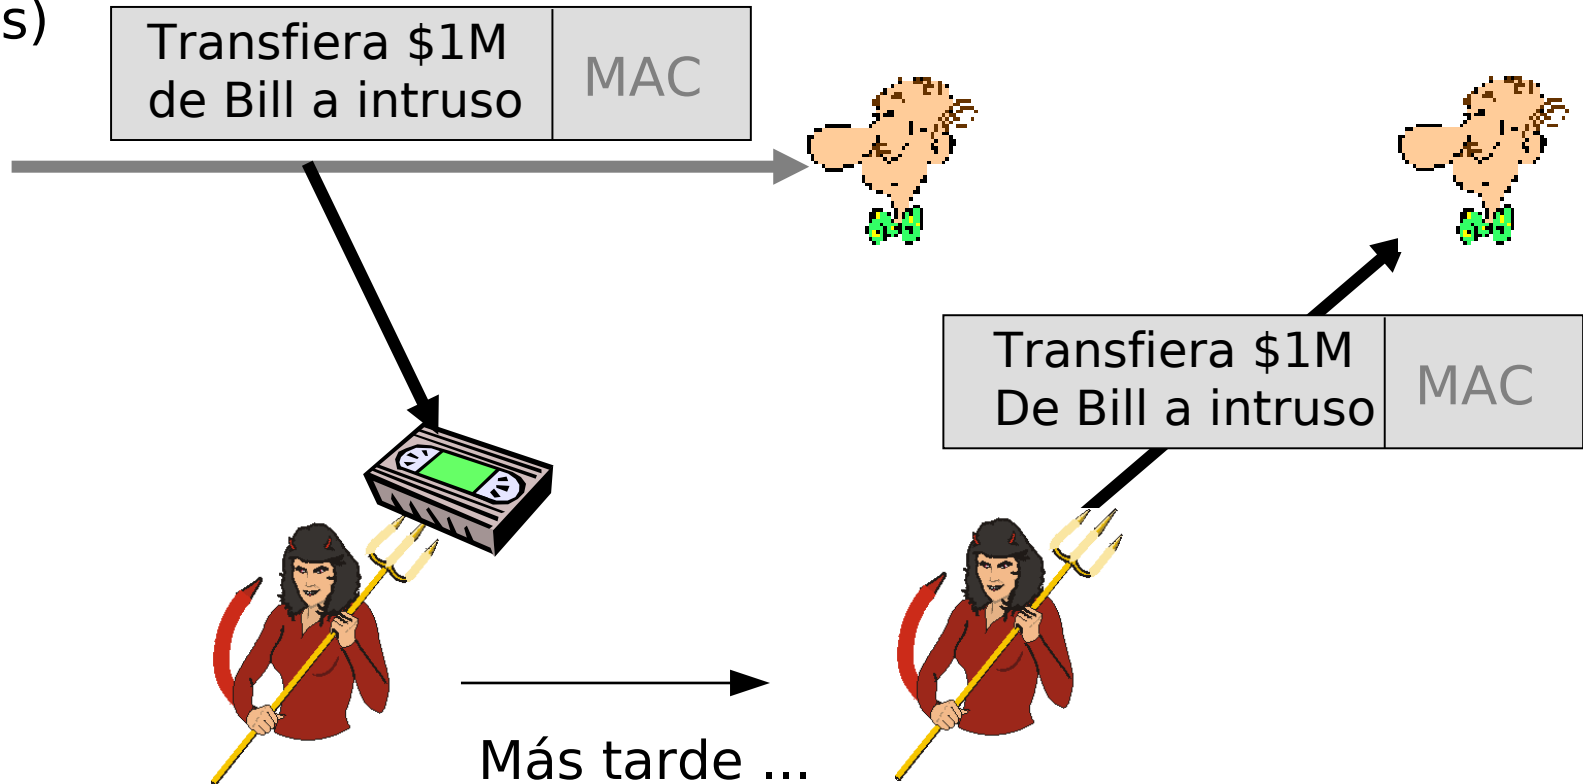 s)
Transfiera $1M
de Bill a intruso
MAC
Transfiera $1M
De Bill a intruso
MAC
Más tarde ...